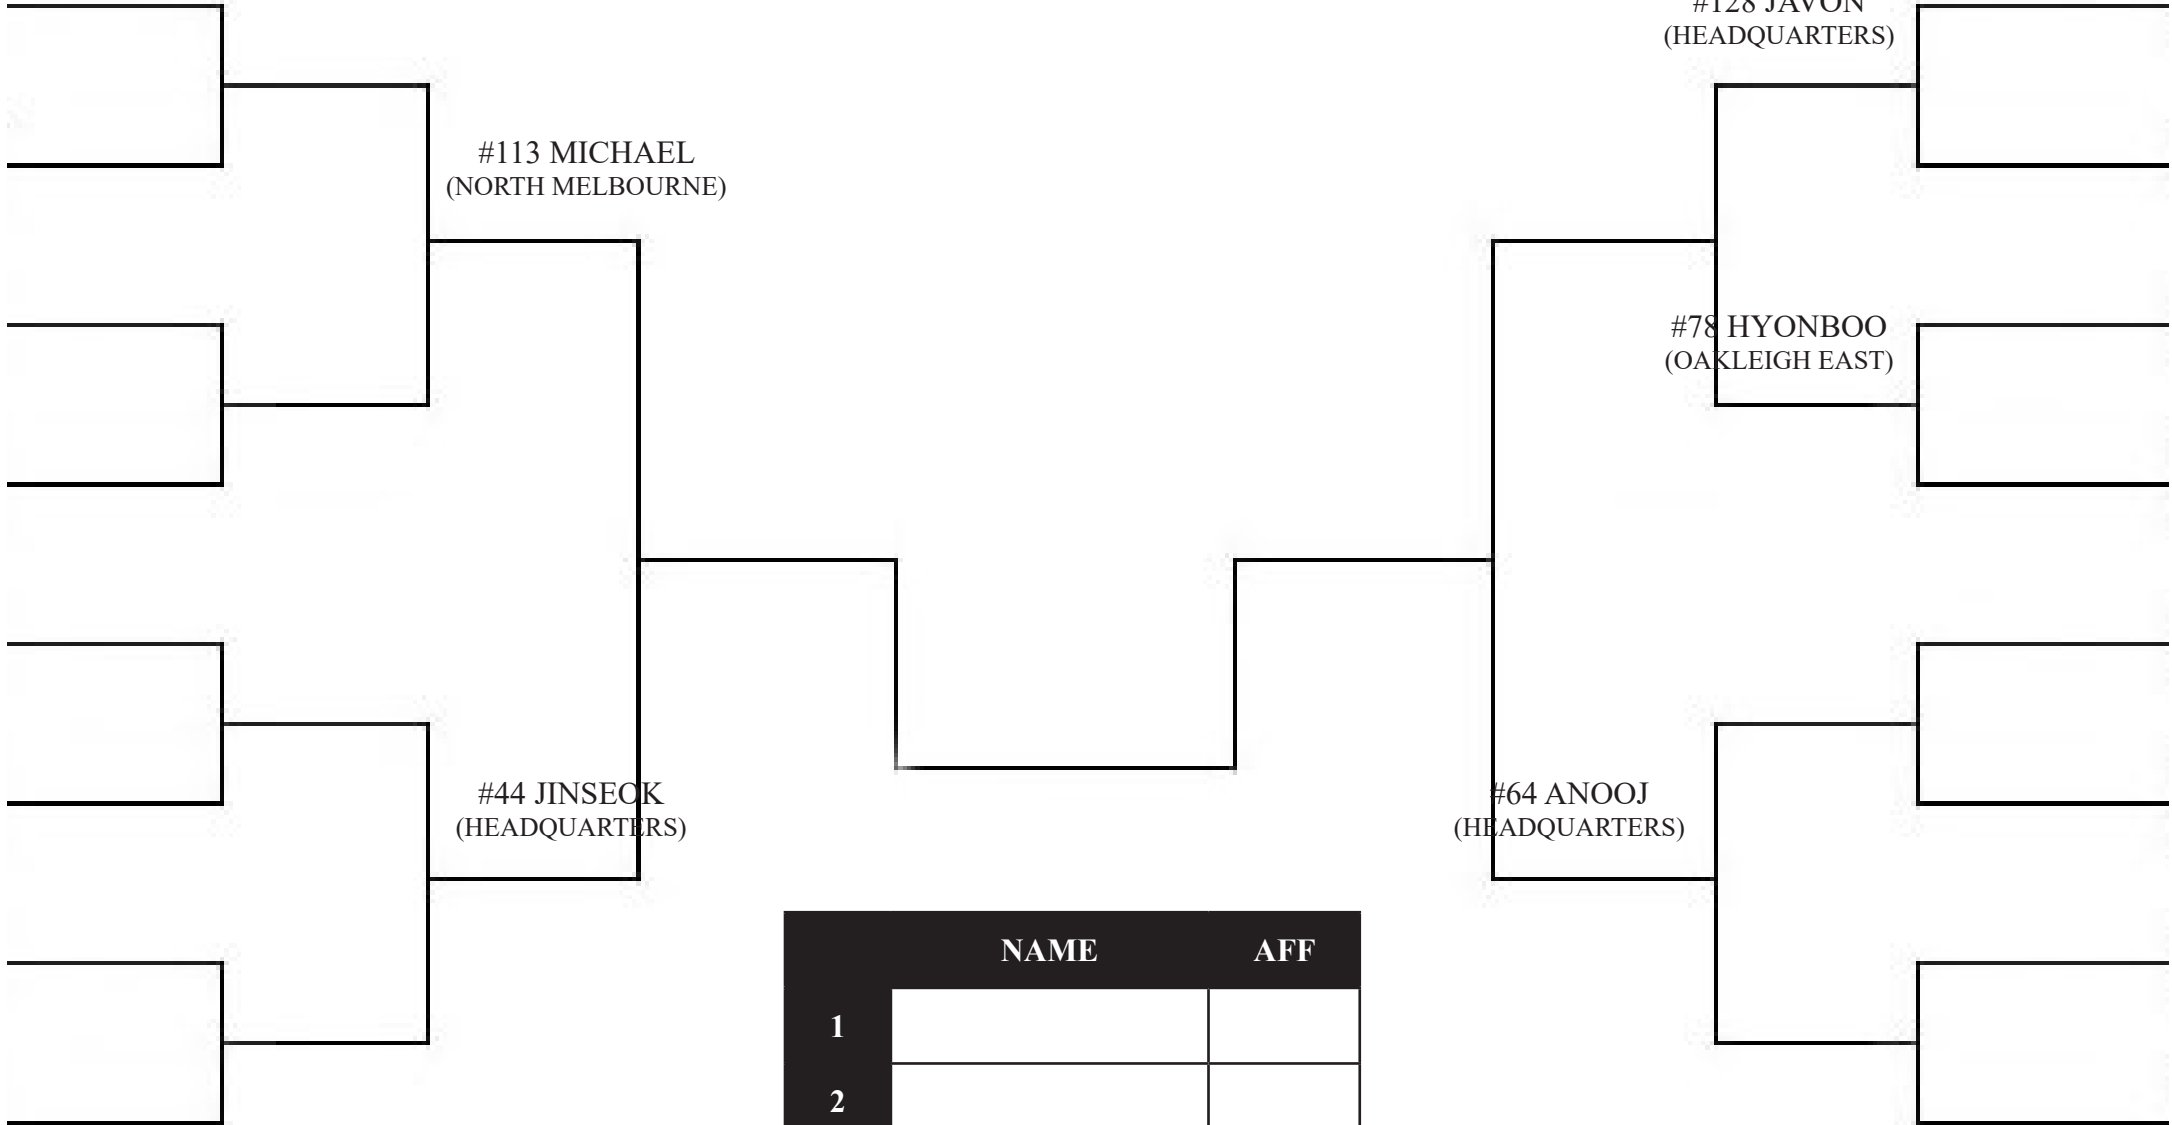 #128 JAVON
(HEADQUARTERS)
#113 MICHAEL
(NORTH MELBOURNE)
#78 HYONBOO
(OAKLEIGH EAST)
#44 JINSEOK
(HEADQUARTERS)
#64 ANOOJ
(HEADQUARTERS)
NAME AFF
1
2